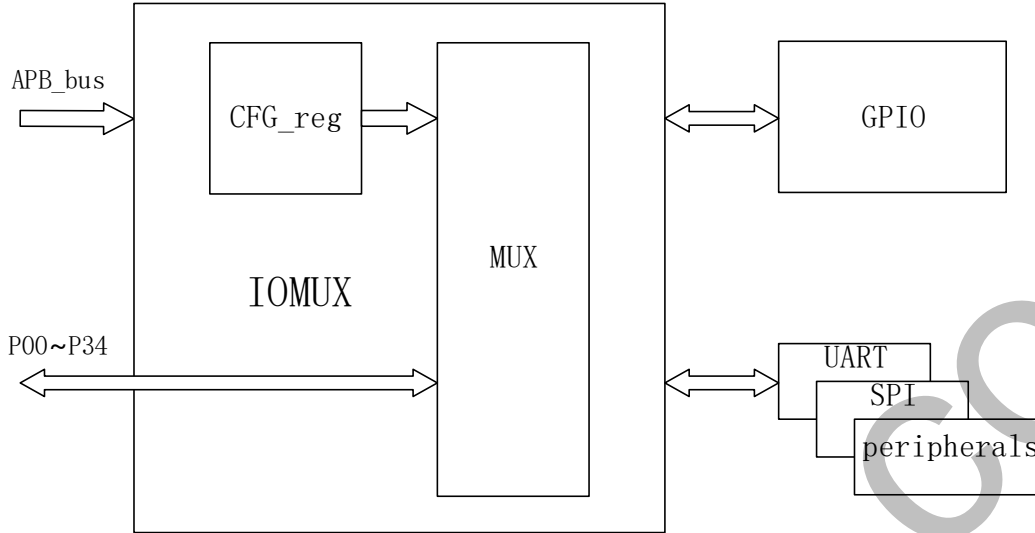 APB_bus
CFG_reg
GPIO
MUX
IOMUX
P00~P34
UART
SPI
peripherals